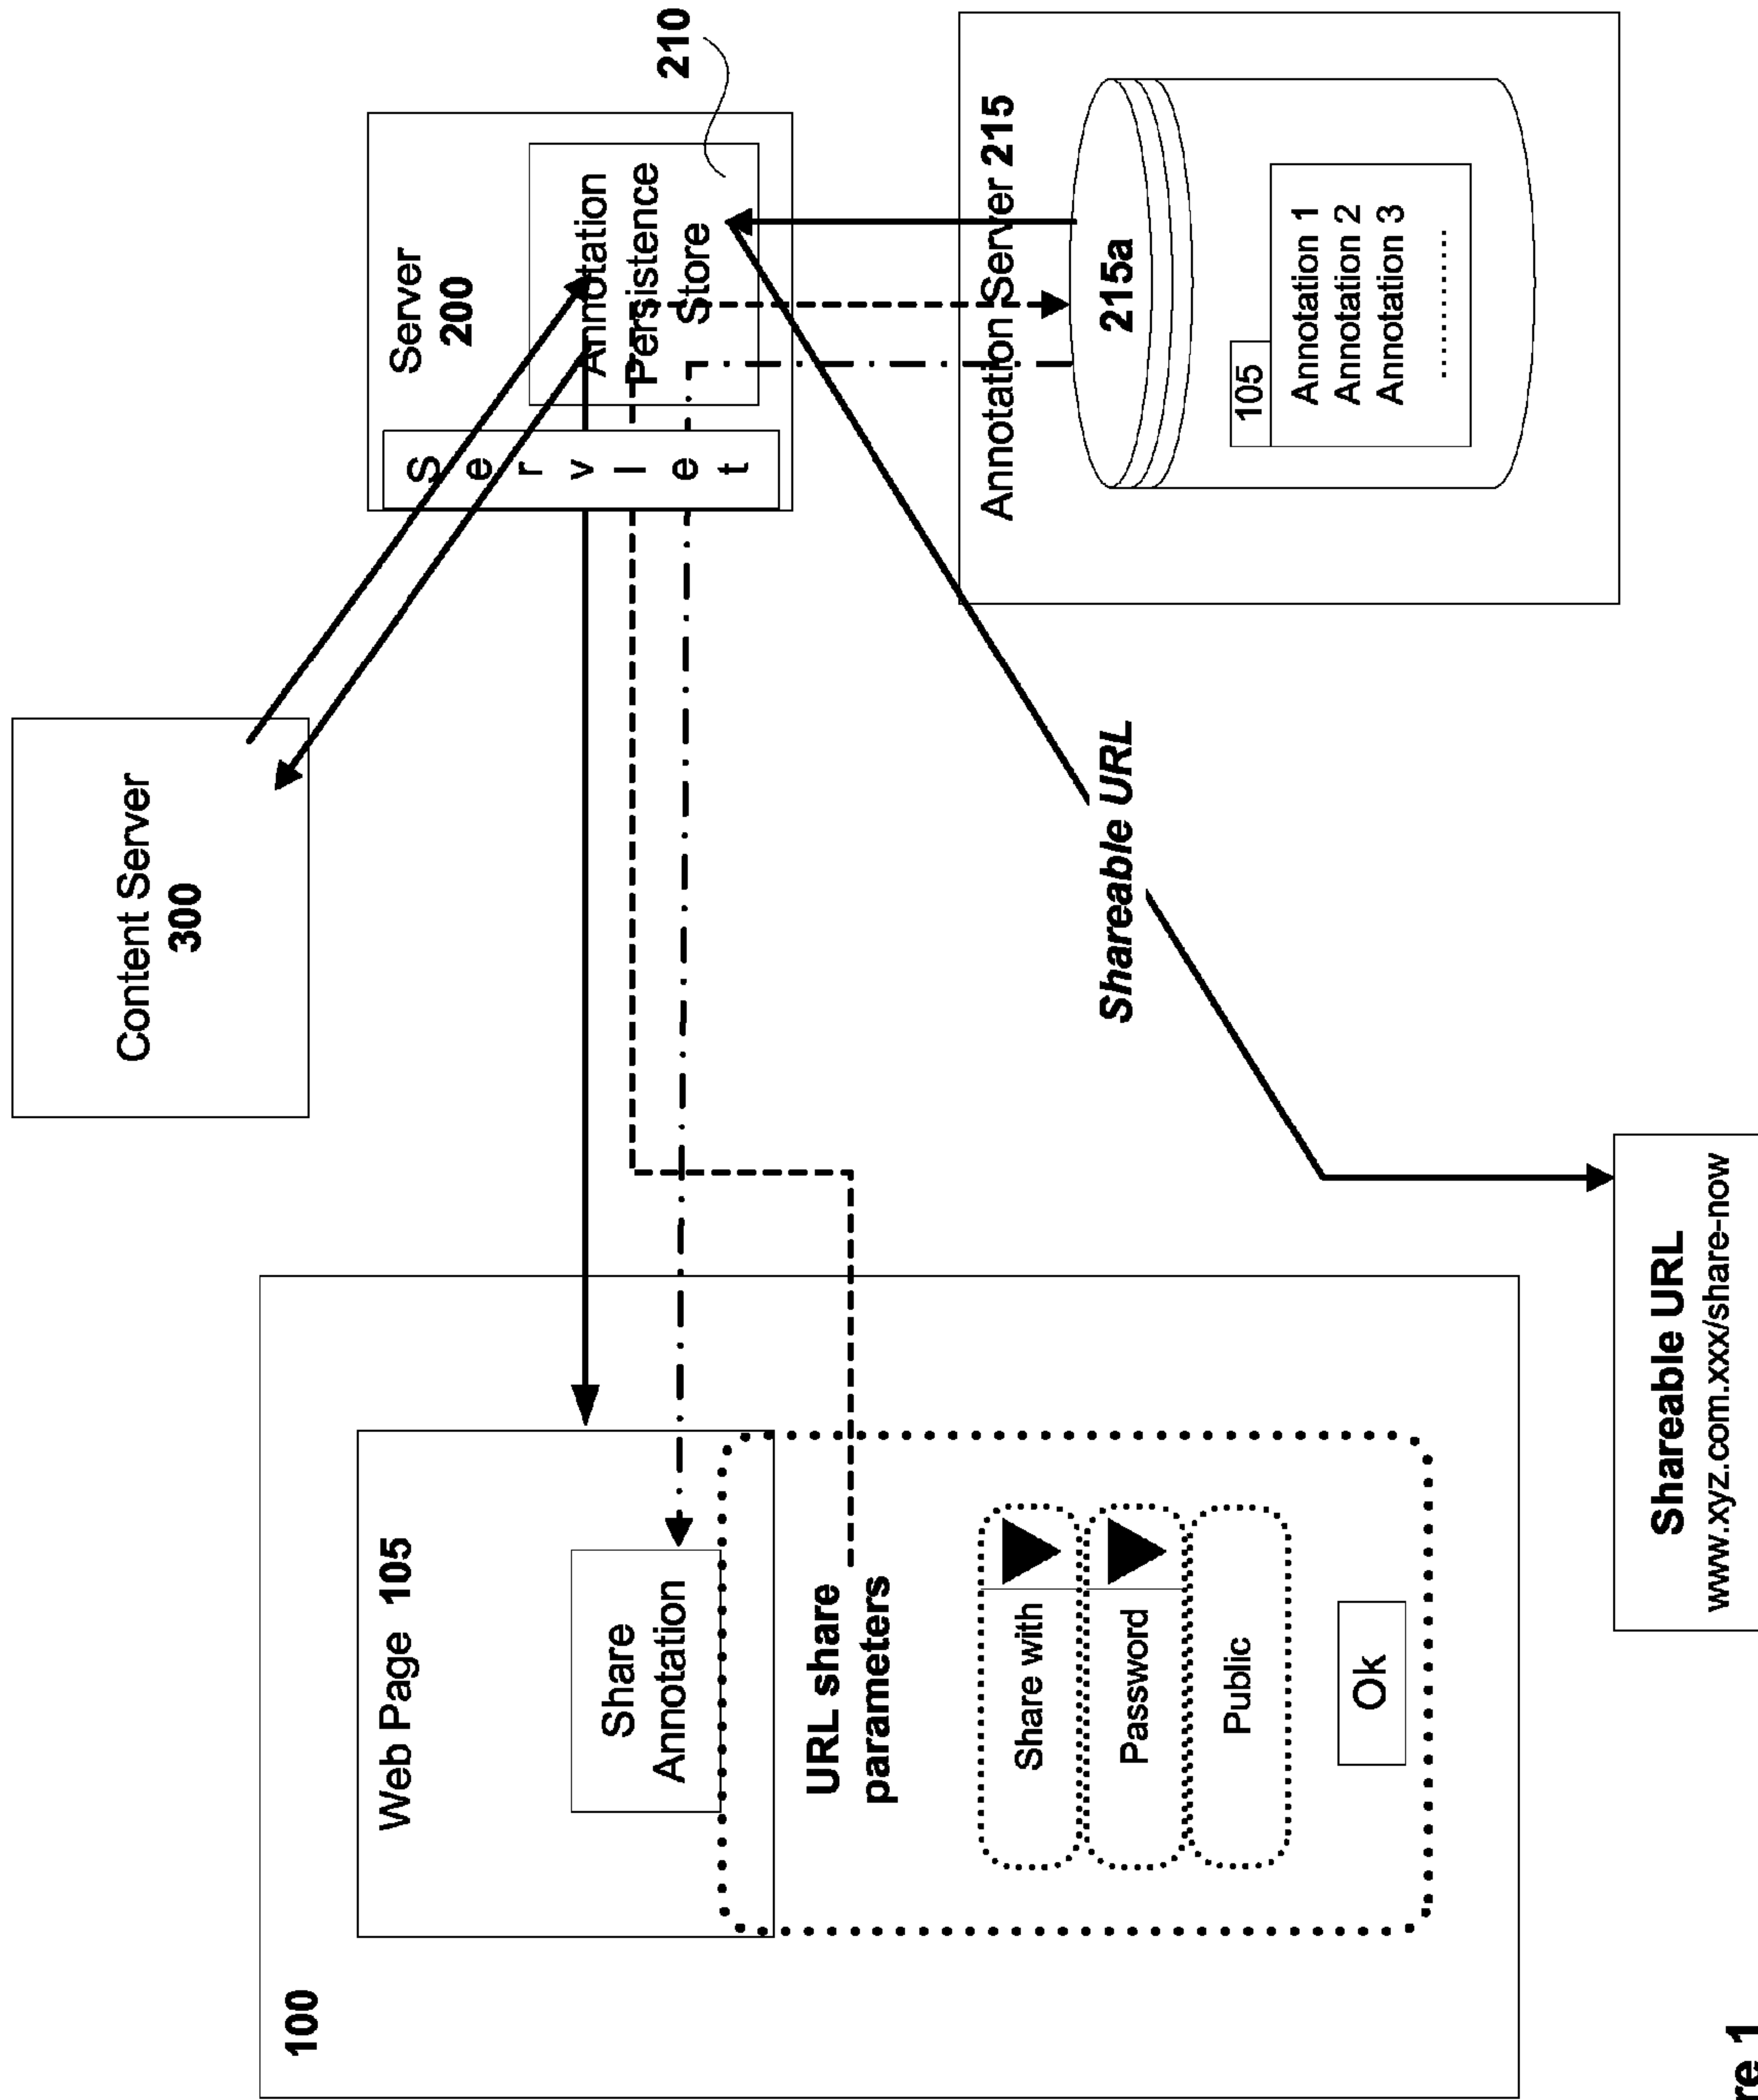 100
Web Page 105
Share
Annotation
URL share
parameters
Share with
Password
Public
Ok
Content Server
300
Server
200
S
e
r
v
l
e
t
Annotation
Persistence
Store
210
Annotation Server 215
215a
105
Annotation 1
Annotation 2
Annotation 3
..........
Shareable URL
Shareable URL
www.xyz.com.xxx/share-now
re 1